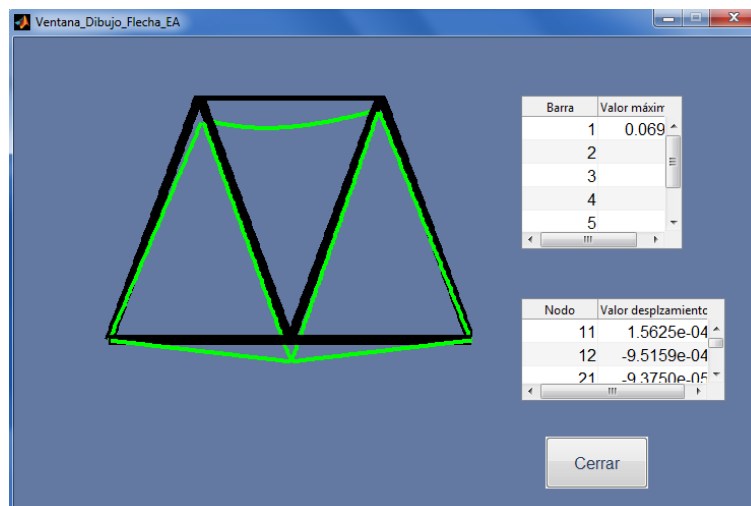 Ventana_Dibujo_Flecha_EA
Barra Valor máxim
1 0.069
2
3
4
5
Nodo Valor desplzamiento
11 1.5625e-04
12 -9.5159e-04
21 -9.3750e-05
Cerrar